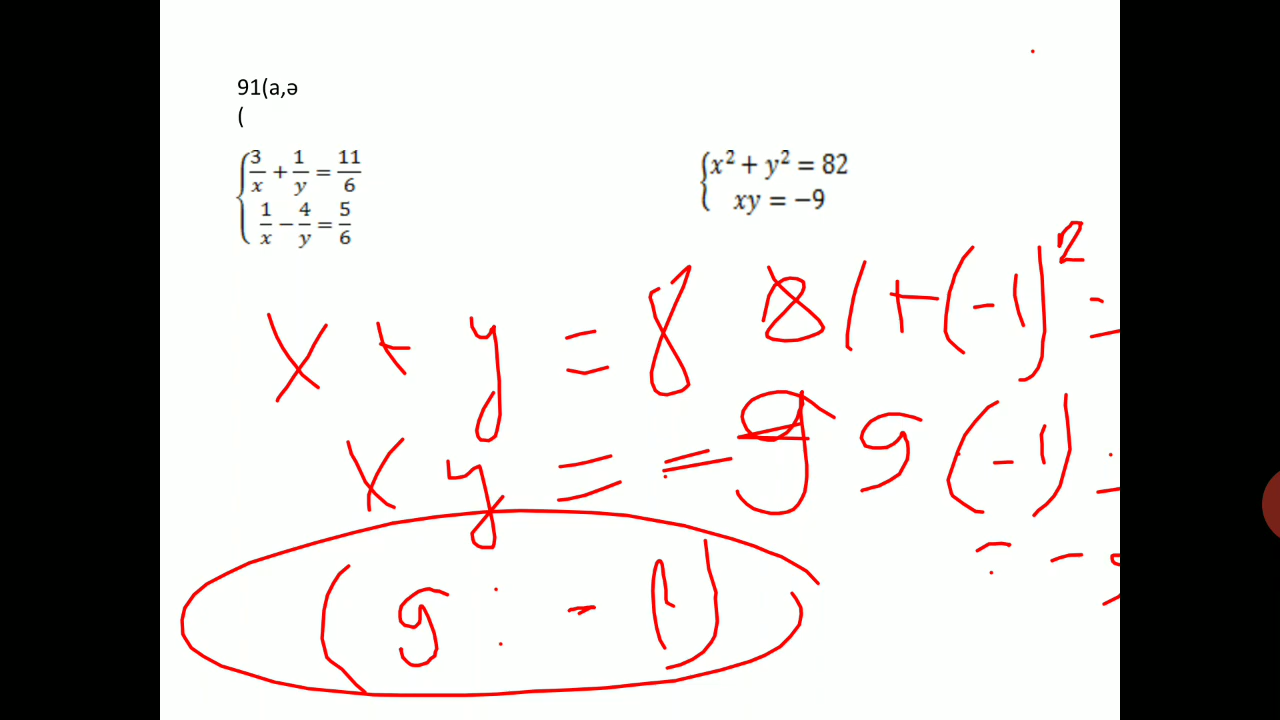 91(a,ə
(
3/x + 1/y = 11/6
1/x − 4/y = 5/6
x² + y² = 82
xy = −9
x + y = 8
xy = −9
81 + (-1)² =
9(-1) =
= -9
(9; -1)